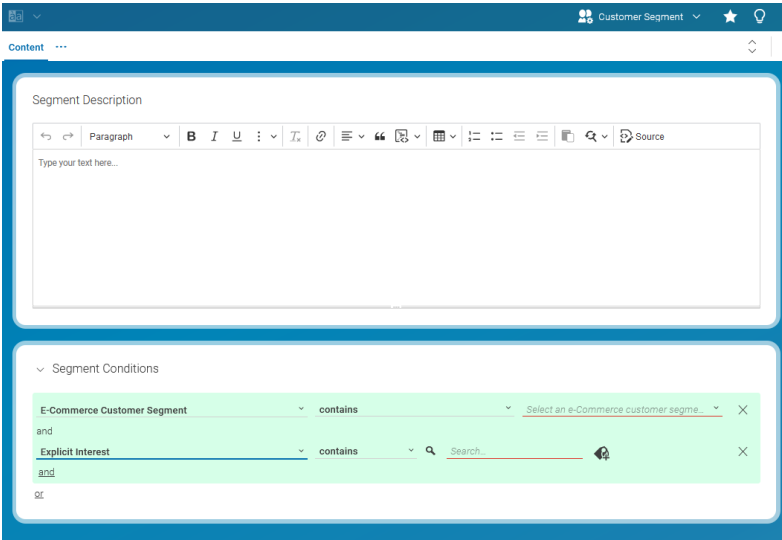 Customer Segment
Content ...
Segment Description
Paragraph B I U Source
Type your text here...
Segment Conditions
E-Commerce Customer Segment contains Select an e-Commerce customer segme...
and
Explicit Interest contains Search...
and
or